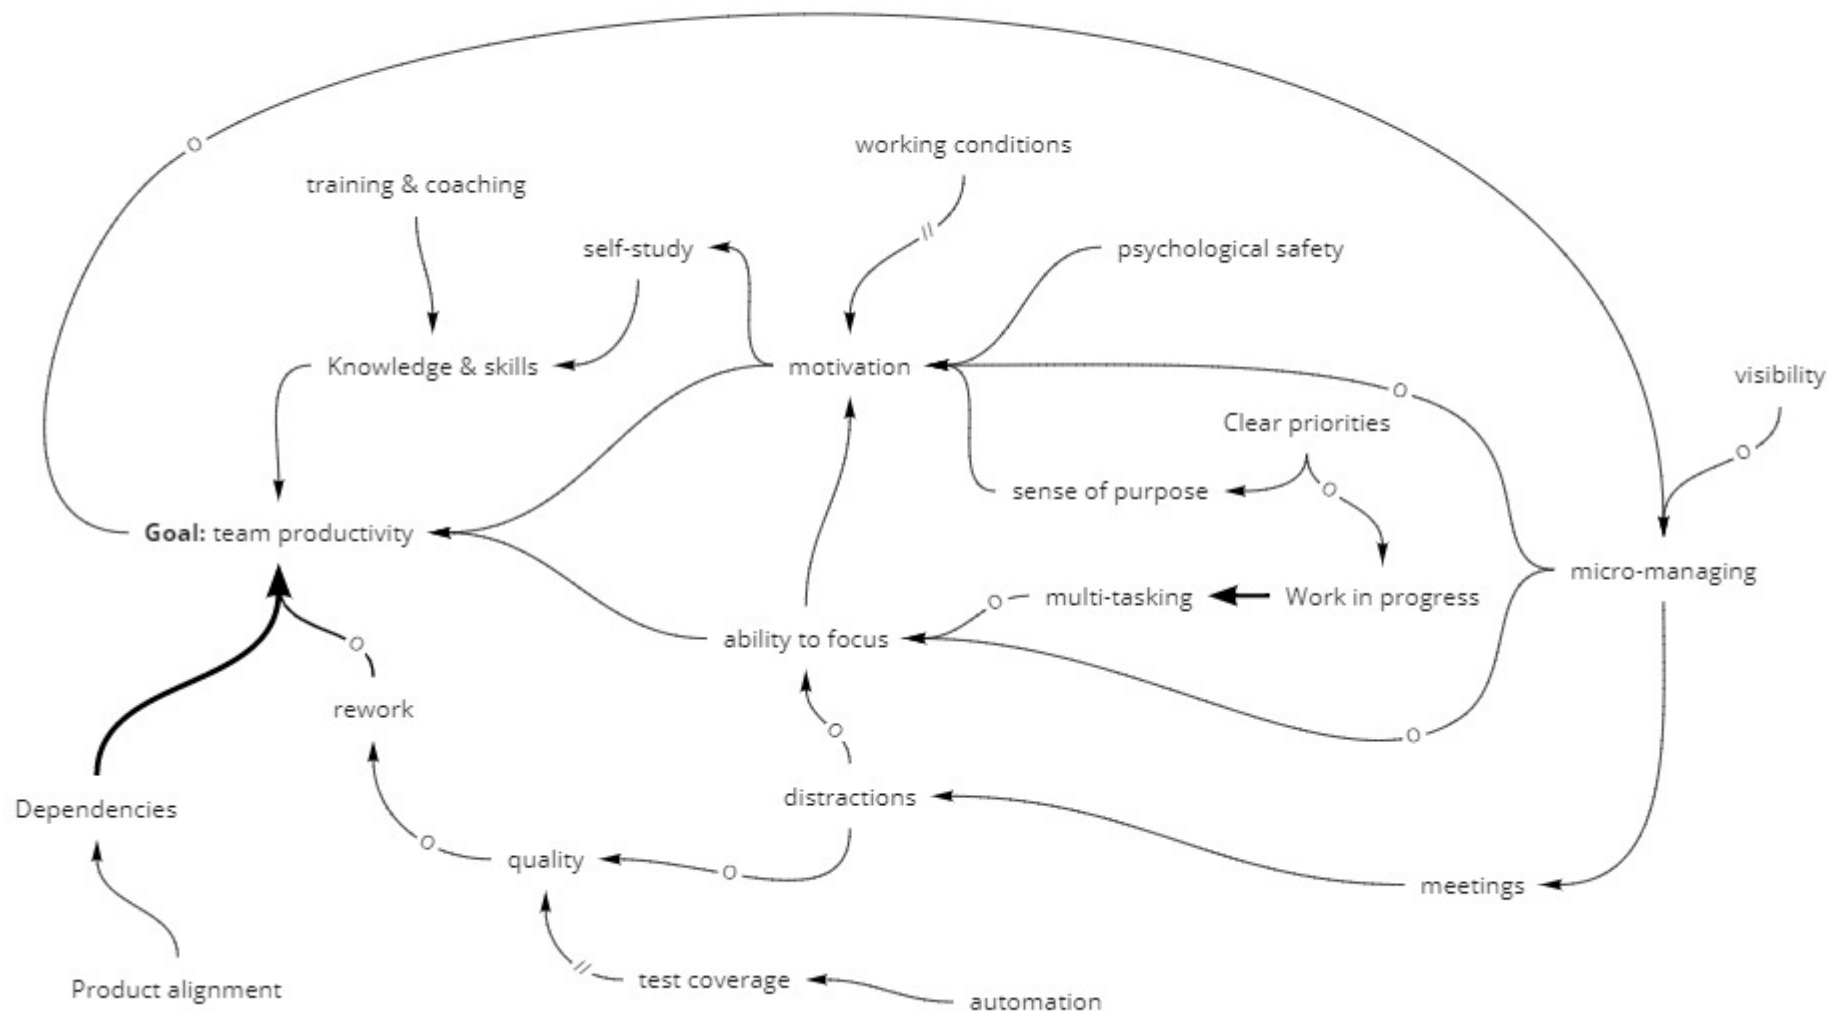 O
working conditions
training & coaching
//
self-study
psychological safety
Knowledge & skills
motivation
visibility
O
Clear priorities
O
O
sense of purpose
Goal: team productivity
micro-managing
multi-tasking
Work in progress
O
ability to focus
O
rework
O
O
distractions
Dependencies
O
quality
O
meetings
//
test coverage
Product alignment
automation